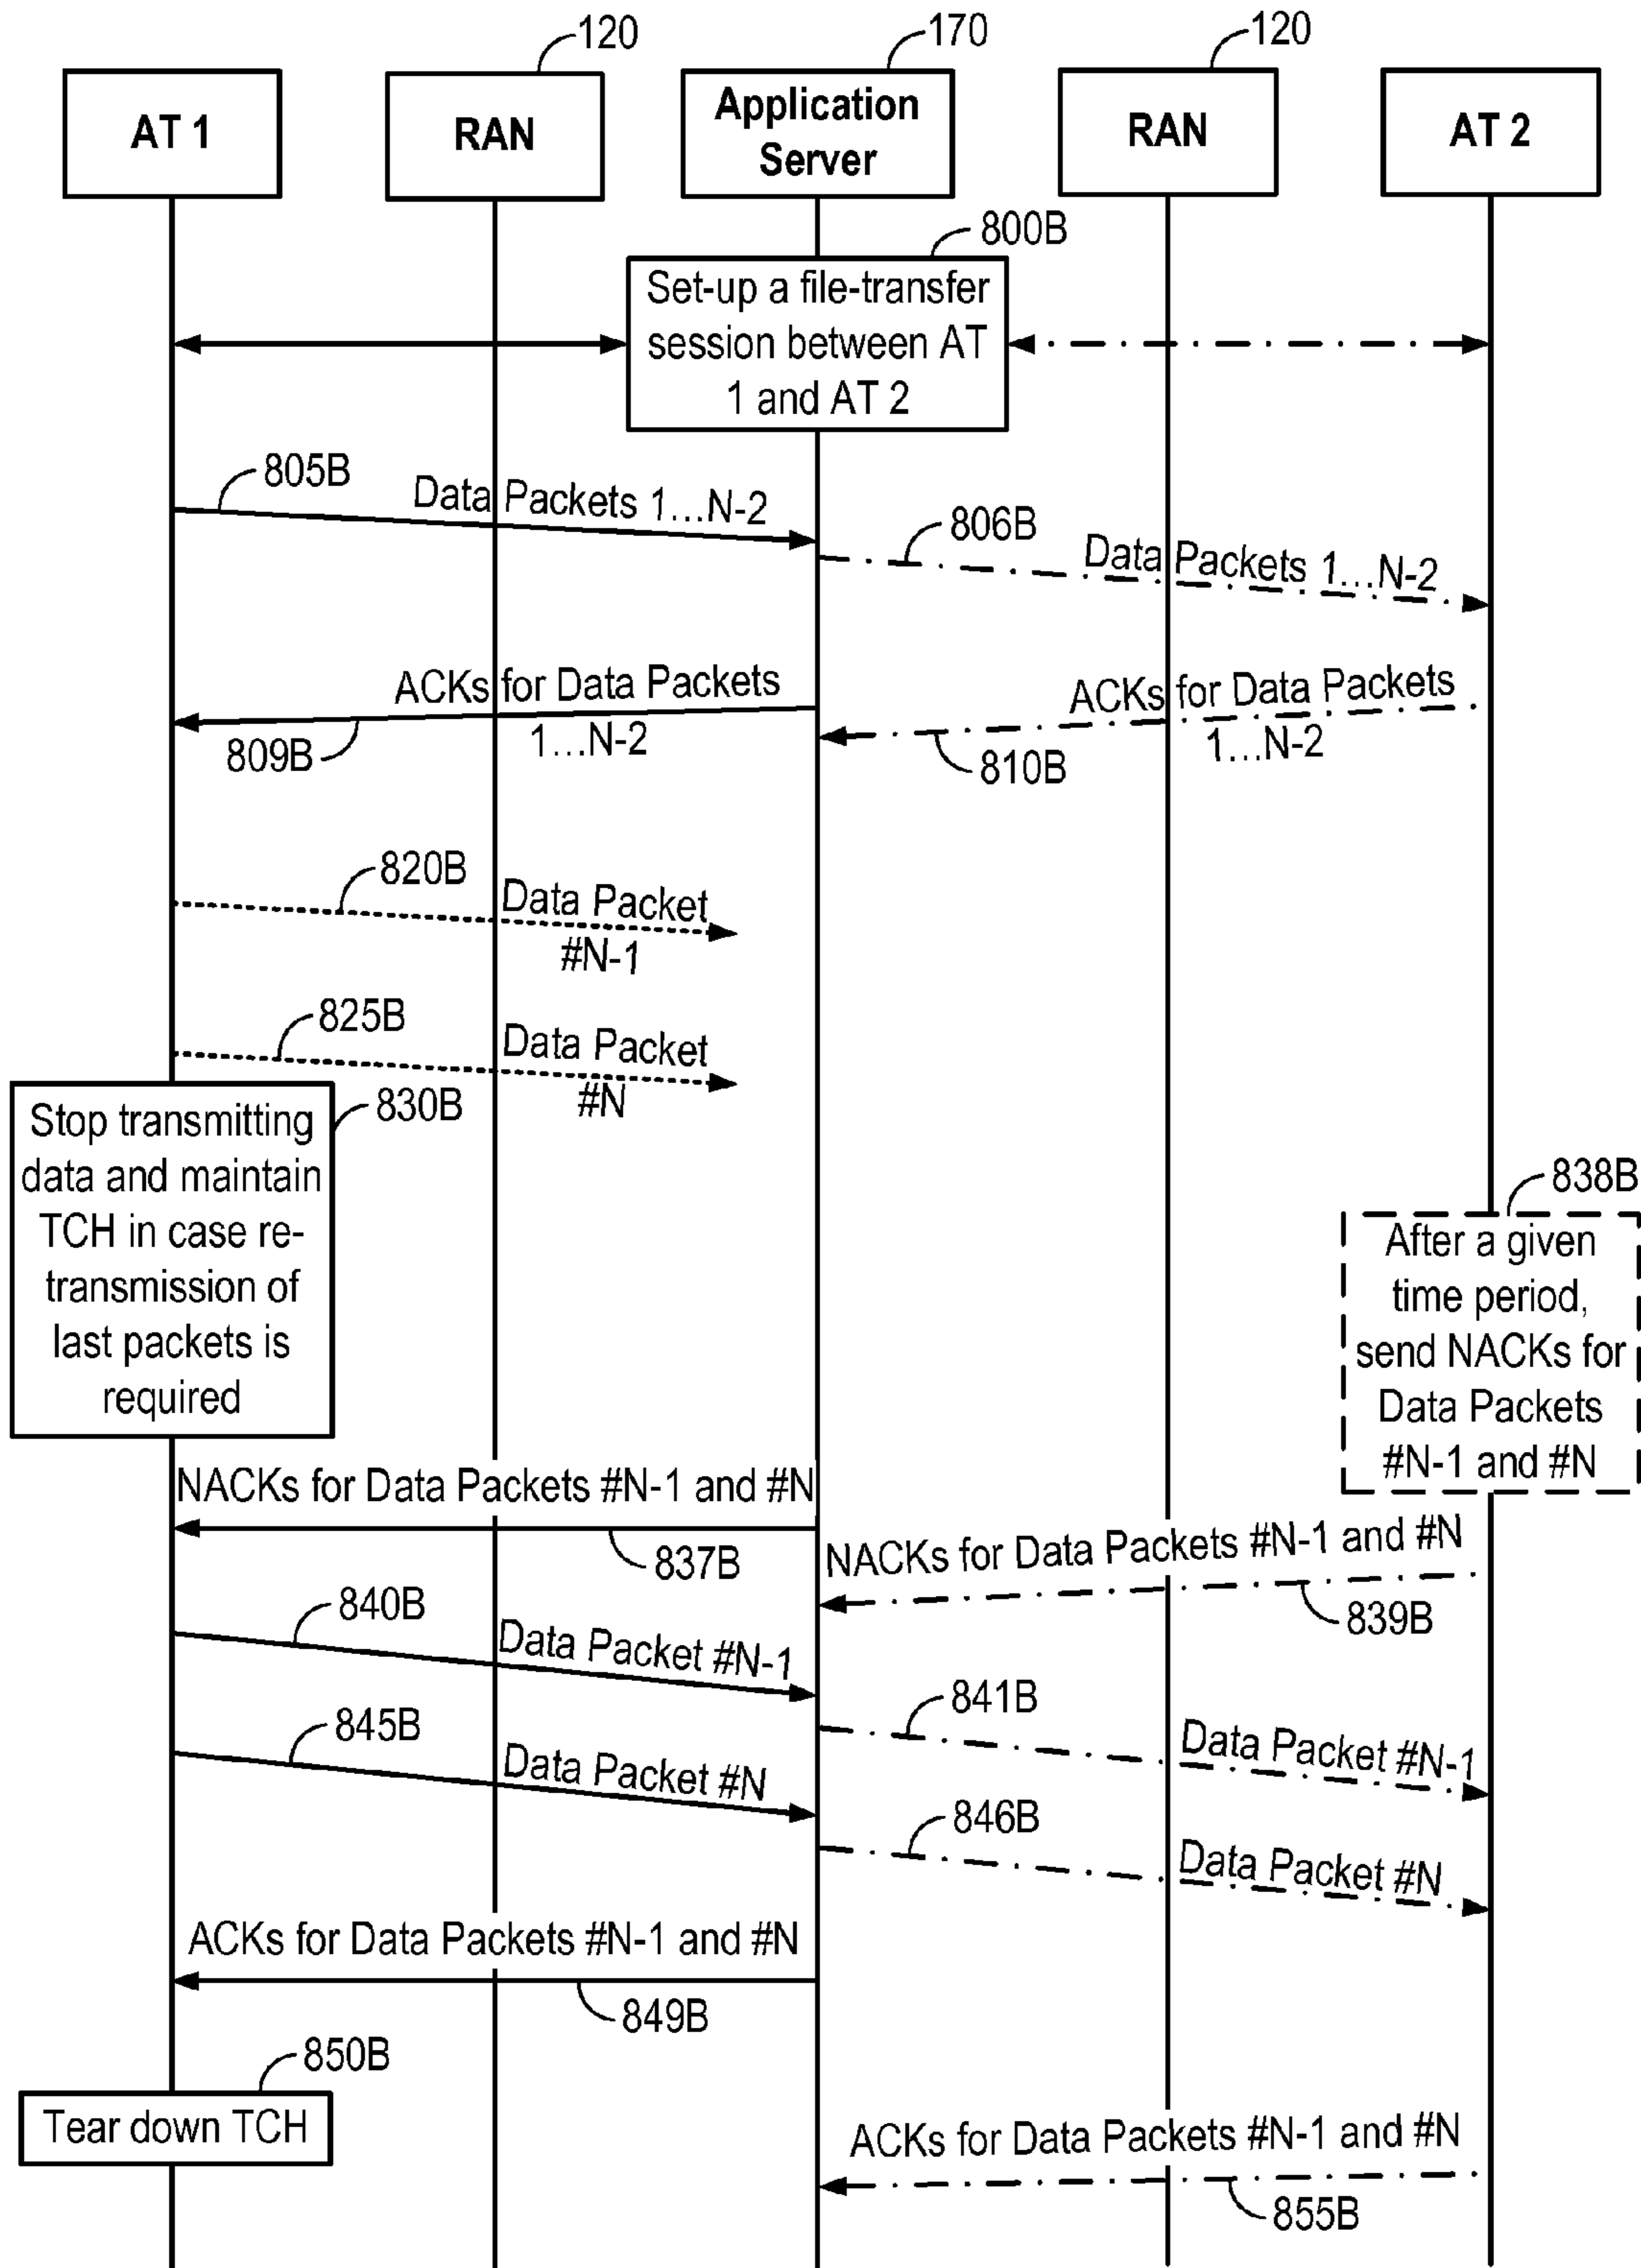 120
170
120
AT 1
RAN
Application
Server
RAN
AT 2
800B
Set-up a file-transfer
session between AT
1 and AT 2
805B
Data Packets 1...N-2
806B
Data Packets 1...N-2
ACKs for Data Packets
1...N-2
809B
ACKs for Data Packets
1...N-2
810B
820B
Data Packet
#N-1
825B
Data Packet
#N
830B
Stop transmitting
data and maintain
TCH in case re-
transmission of
last packets is
required
838B
After a given
time period,
send NACKs for
Data Packets
#N-1 and #N
NACKs for Data Packets #N-1 and #N
837B
NACKs for Data Packets #N-1 and #N
839B
840B
Data Packet #N-1
841B
Data Packet #N-1
845B
Data Packet #N
846B
Data Packet #N
ACKs for Data Packets #N-1 and #N
849B
850B
Tear down TCH
ACKs for Data Packets #N-1 and #N
855B